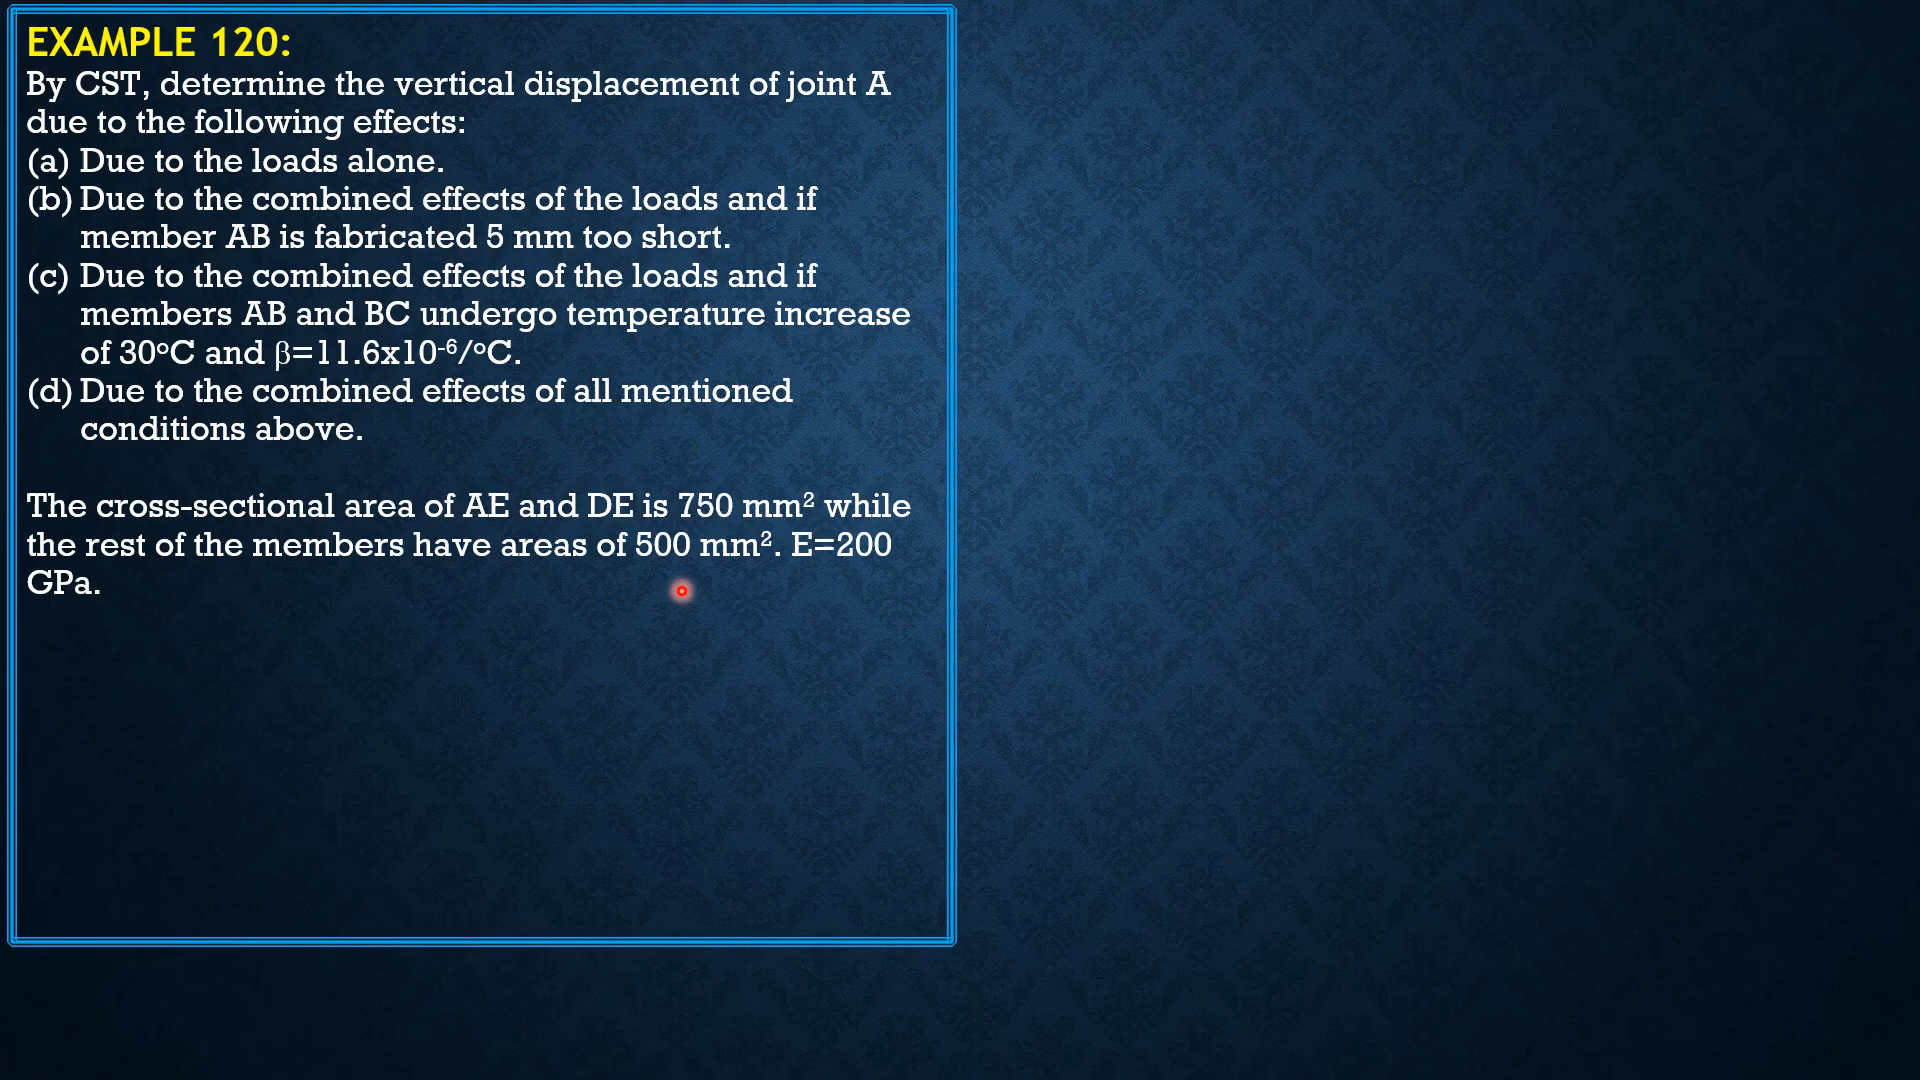 EXAMPLE 120:
By CST, determine the vertical displacement of joint A
due to the following effects:
(a) Due to the loads alone.
(b) Due to the combined effects of the loads and if
member AB is fabricated 5 mm too short.
(c) Due to the combined effects of the loads and if
members AB and BC undergo temperature increase
of 30°C and β=11.6x10⁻⁶/°C.
(d) Due to the combined effects of all mentioned
conditions above.
The cross-sectional area of AE and DE is 750 mm² while
the rest of the members have areas of 500 mm². E=200
GPa.